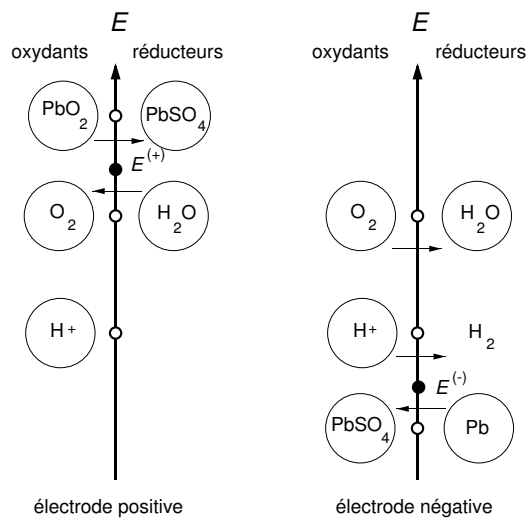 E
oxydants réducteurs
PbO2 PbSO4
E(+)
O2 H2O
H+
électrode positive
E
oxydants réducteurs
O2 H2O
H+ H2
E(-)
PbSO4 Pb
électrode négative